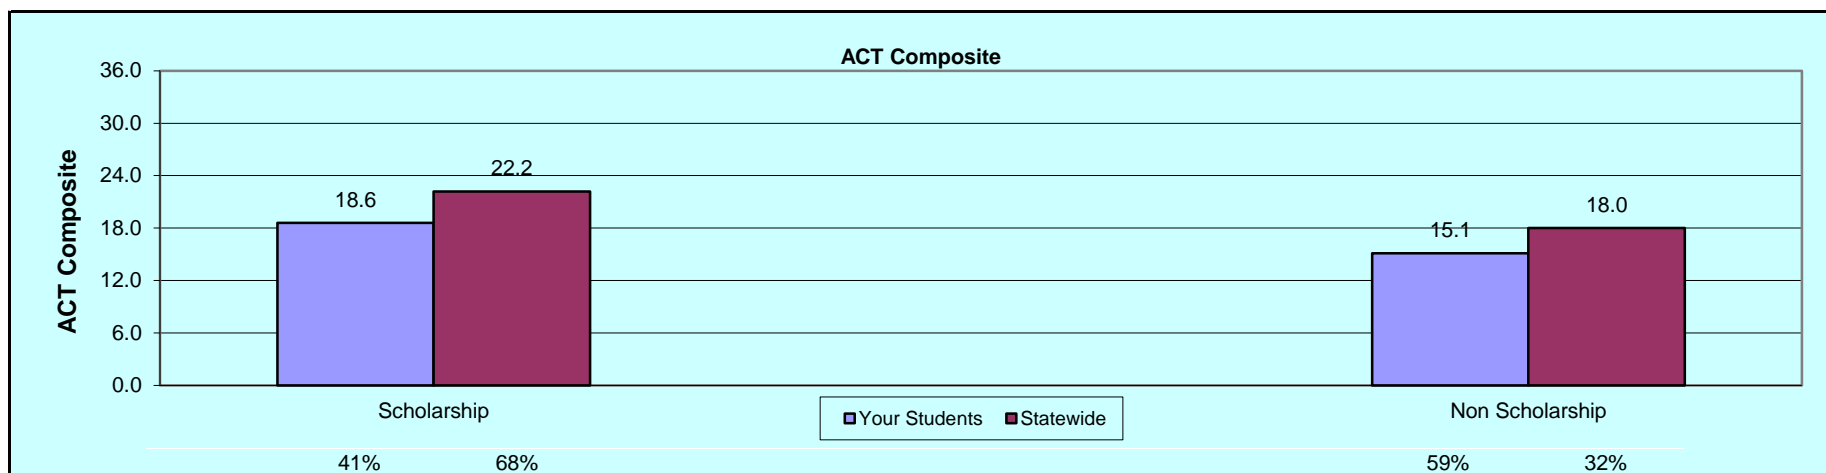 ACT Composite
36.0
30.0
24.0
18.0
12.0
6.0
0.0
ACT Composite
18.6
22.2
15.1
18.0
Scholarship
Non Scholarship
Your Students Statewide
41% 68% 59% 32%